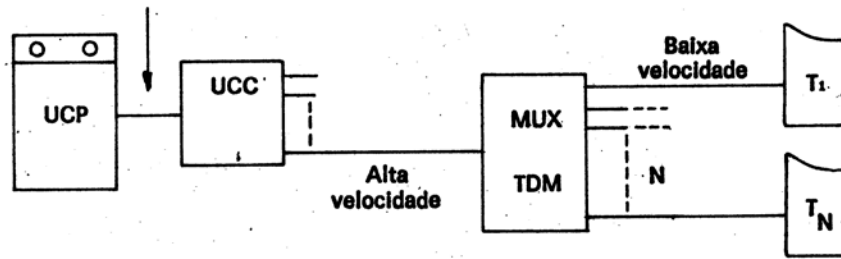 UCP
UCC
Alta
velocidade
MUX
TDM
Baixa
velocidade
N
T1
TN